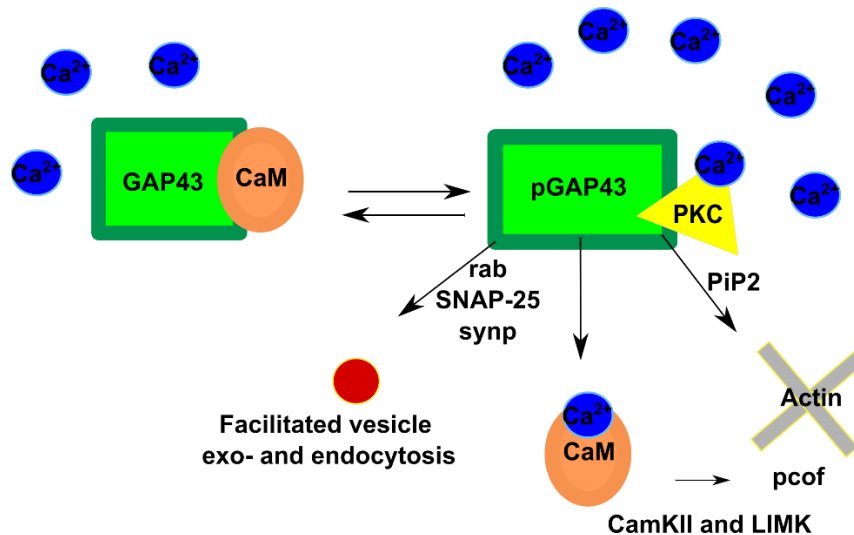 Ca2+
Ca2+
Ca2+
GAP43
CaM
Ca2+
Ca2+
Ca2+
Ca2+
Ca2+
Ca2+
pGAP43
PKC
rab
SNAP-25
synp
PiP2
Facilitated vesicle
exo- and endocytosis
Ca2+
CaM
Actin
pcof
CamKII and LIMK